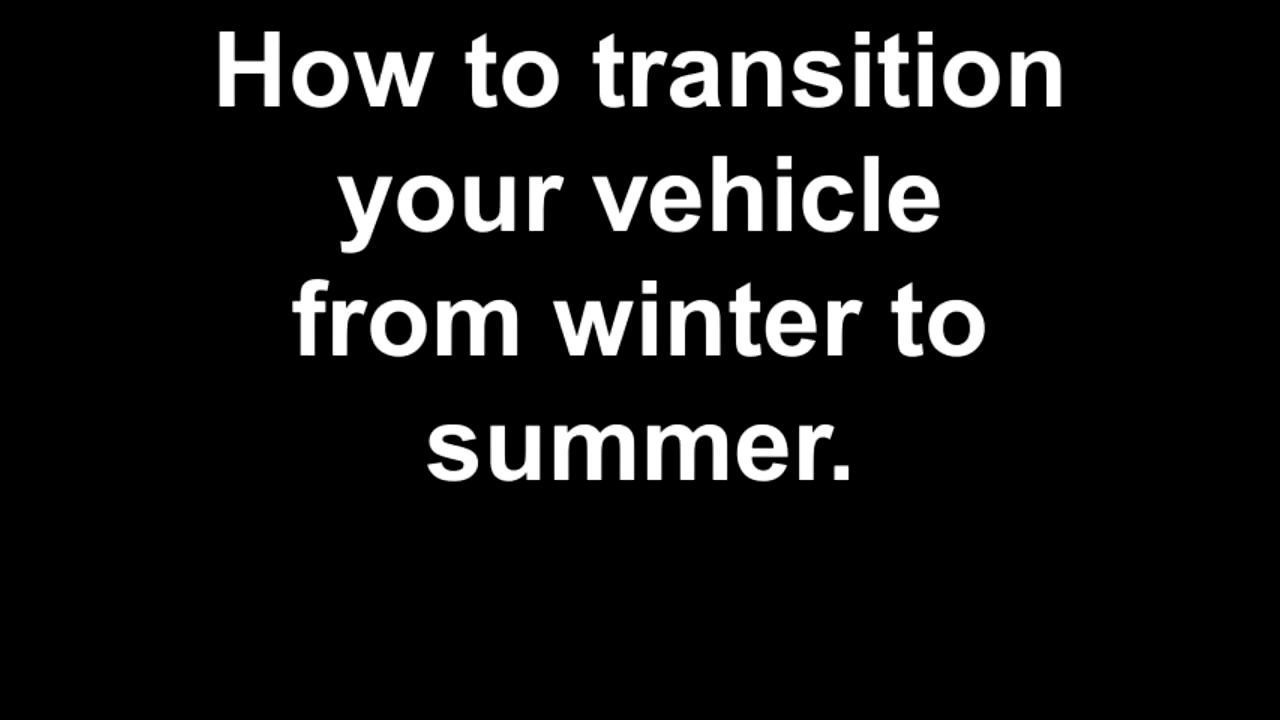 How to transition
your vehicle
from winter to
summer.